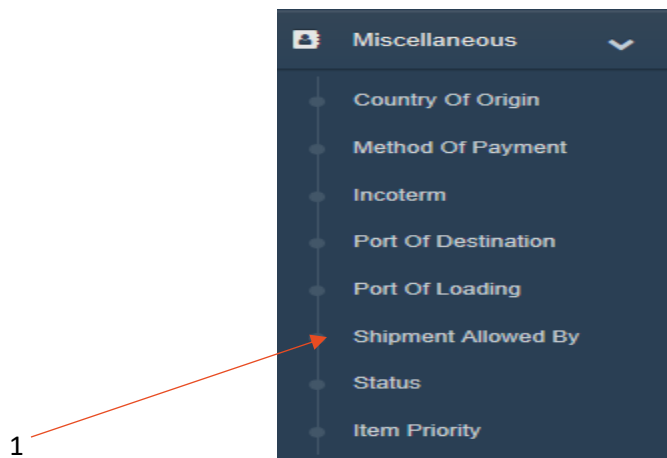 Miscellaneous
Country Of Origin
Method Of Payment
Incoterm
Port Of Destination
Port Of Loading
Shipment Allowed By
Status
Item Priority
1